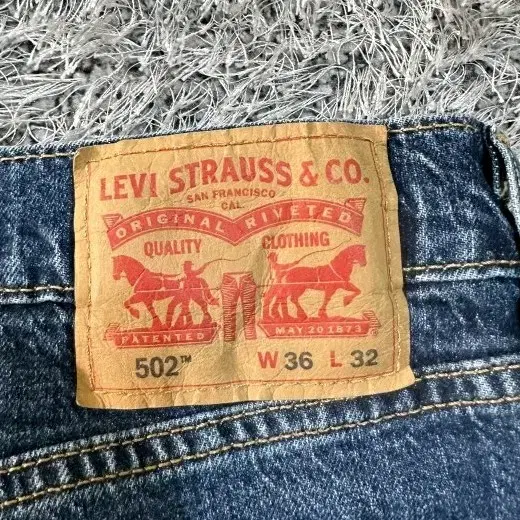 LEVI STRAUSS & CO.
SAN FRANCISCO
CAL.
ORIGINAL RIVETED
QUALITY CLOTHING
PATENTED MAY 20 1873
502™ W 36 L 32